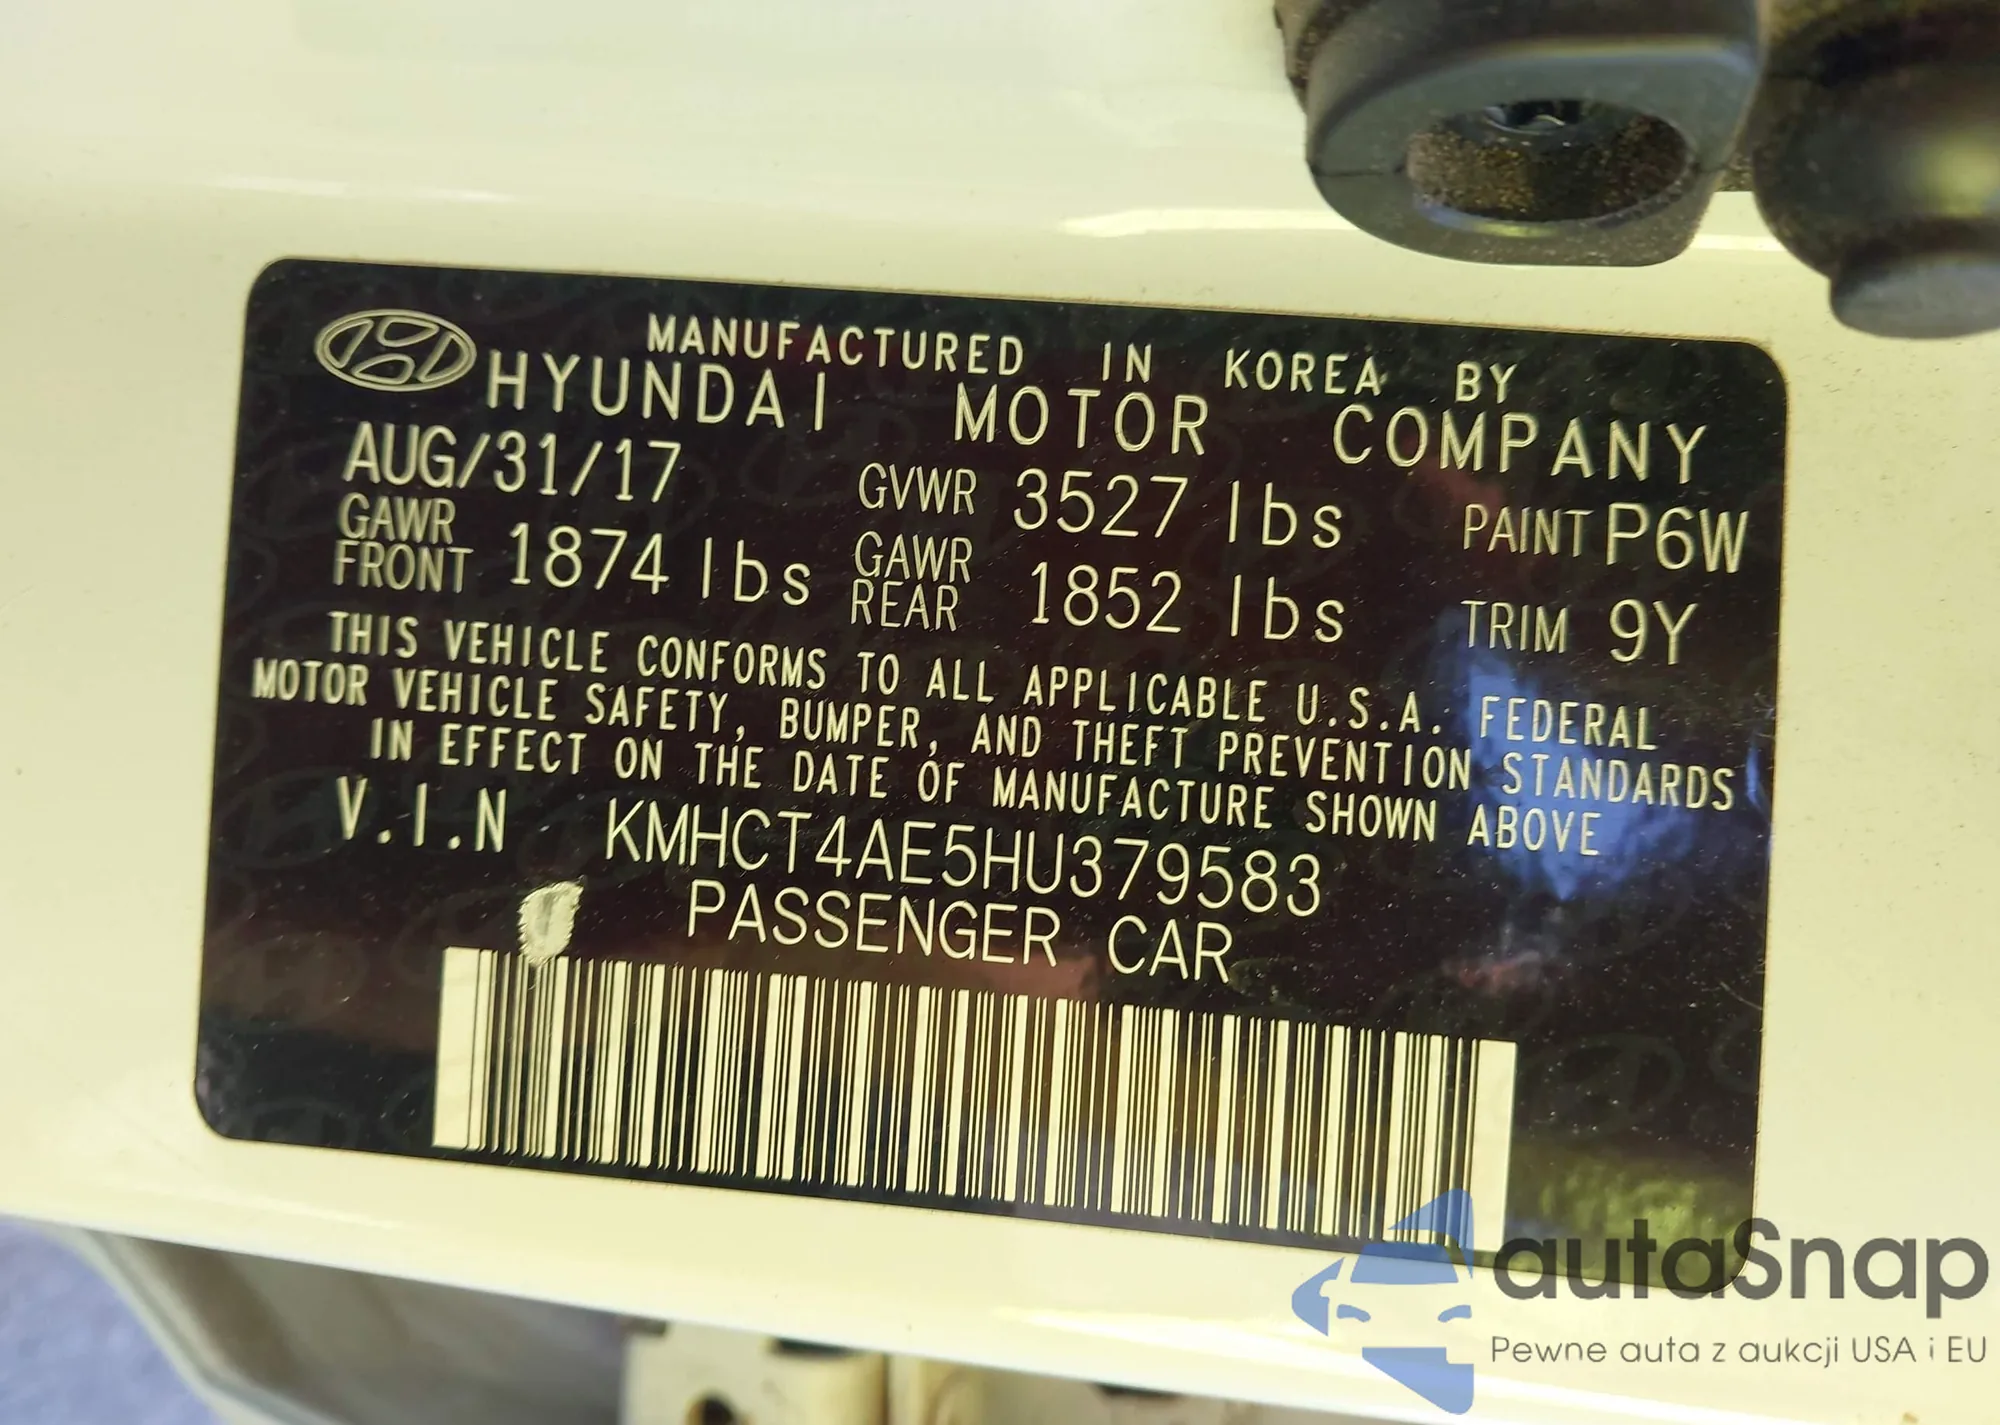 MANUFACTURED IN KOREA BY
HYUNDAI MOTOR COMPANY
AUG/31/17 GVWR 3527 lbs PAINT P6W
GAWR FRONT 1874 lbs GAWR REAR 1852 lbs TRIM 9Y
THIS VEHICLE CONFORMS TO ALL APPLICABLE U.S.A. FEDERAL
MOTOR VEHICLE SAFETY, BUMPER, AND THEFT PREVENTION STANDARDS
IN EFFECT ON THE DATE OF MANUFACTURE SHOWN ABOVE
V.I.N KMHCT4AE5HU379583
PASSENGER CAR
autaSnap
Pewne auta z aukcji USA i EU